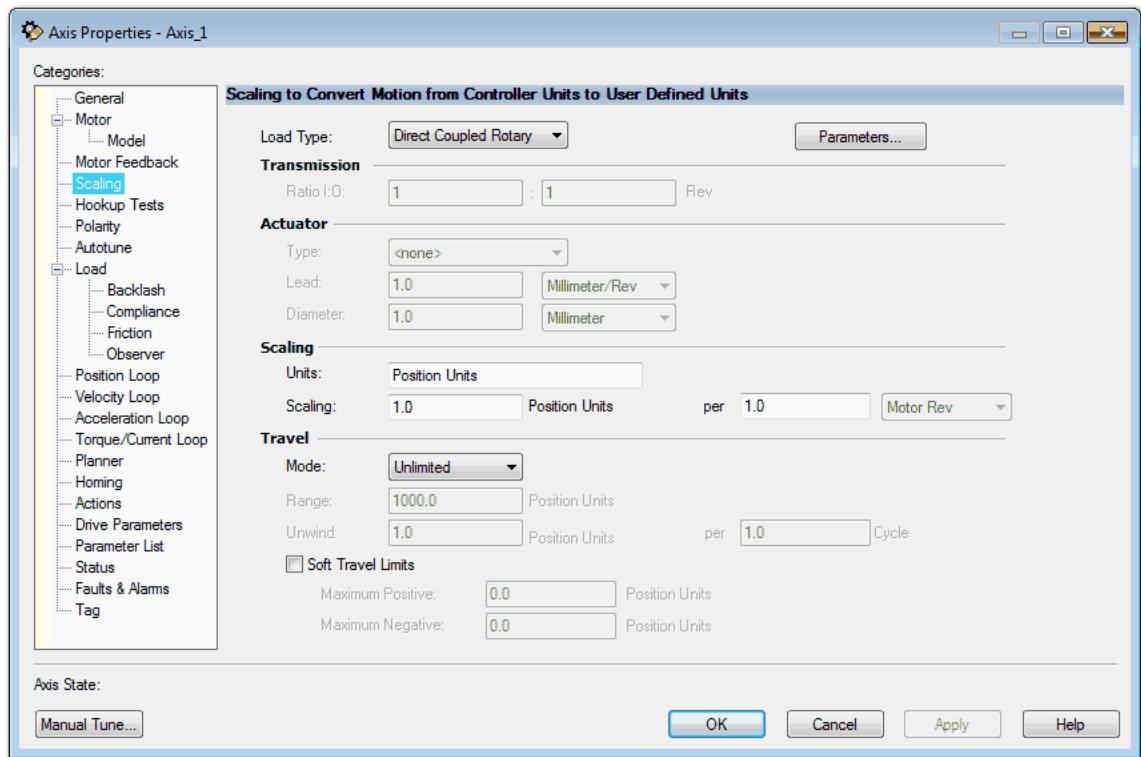 Axis Properties - Axis_1
Categories:
General
Motor
Model
Motor Feedback
Scaling
Hookup Tests
Polarity
Autotune
Load
Backlash
Compliance
Friction
Observer
Position Loop
Velocity Loop
Acceleration Loop
Torque/Current Loop
Planner
Homing
Actions
Drive Parameters
Parameter List
Status
Faults & Alarms
Tag
Scaling to Convert Motion from Controller Units to User Defined Units
Load Type: Direct Coupled Rotary Parameters...
Transmission
Ratio I:O: 1 : 1 Rev
Actuator
Type: <none>
Lead: 1.0 Millimeter/Rev
Diameter: 1.0 Millimeter
Scaling
Units: Position Units
Scaling: 1.0 Position Units per 1.0 Motor Rev
Travel
Mode: Unlimited
Range: 1000.0 Position Units
Unwind: 1.0 Position Units per 1.0 Cycle
Soft Travel Limits
Maximum Positive: 0.0 Position Units
Maximum Negative: 0.0 Position Units
Axis State:
Manual Tune... OK Cancel Apply Help